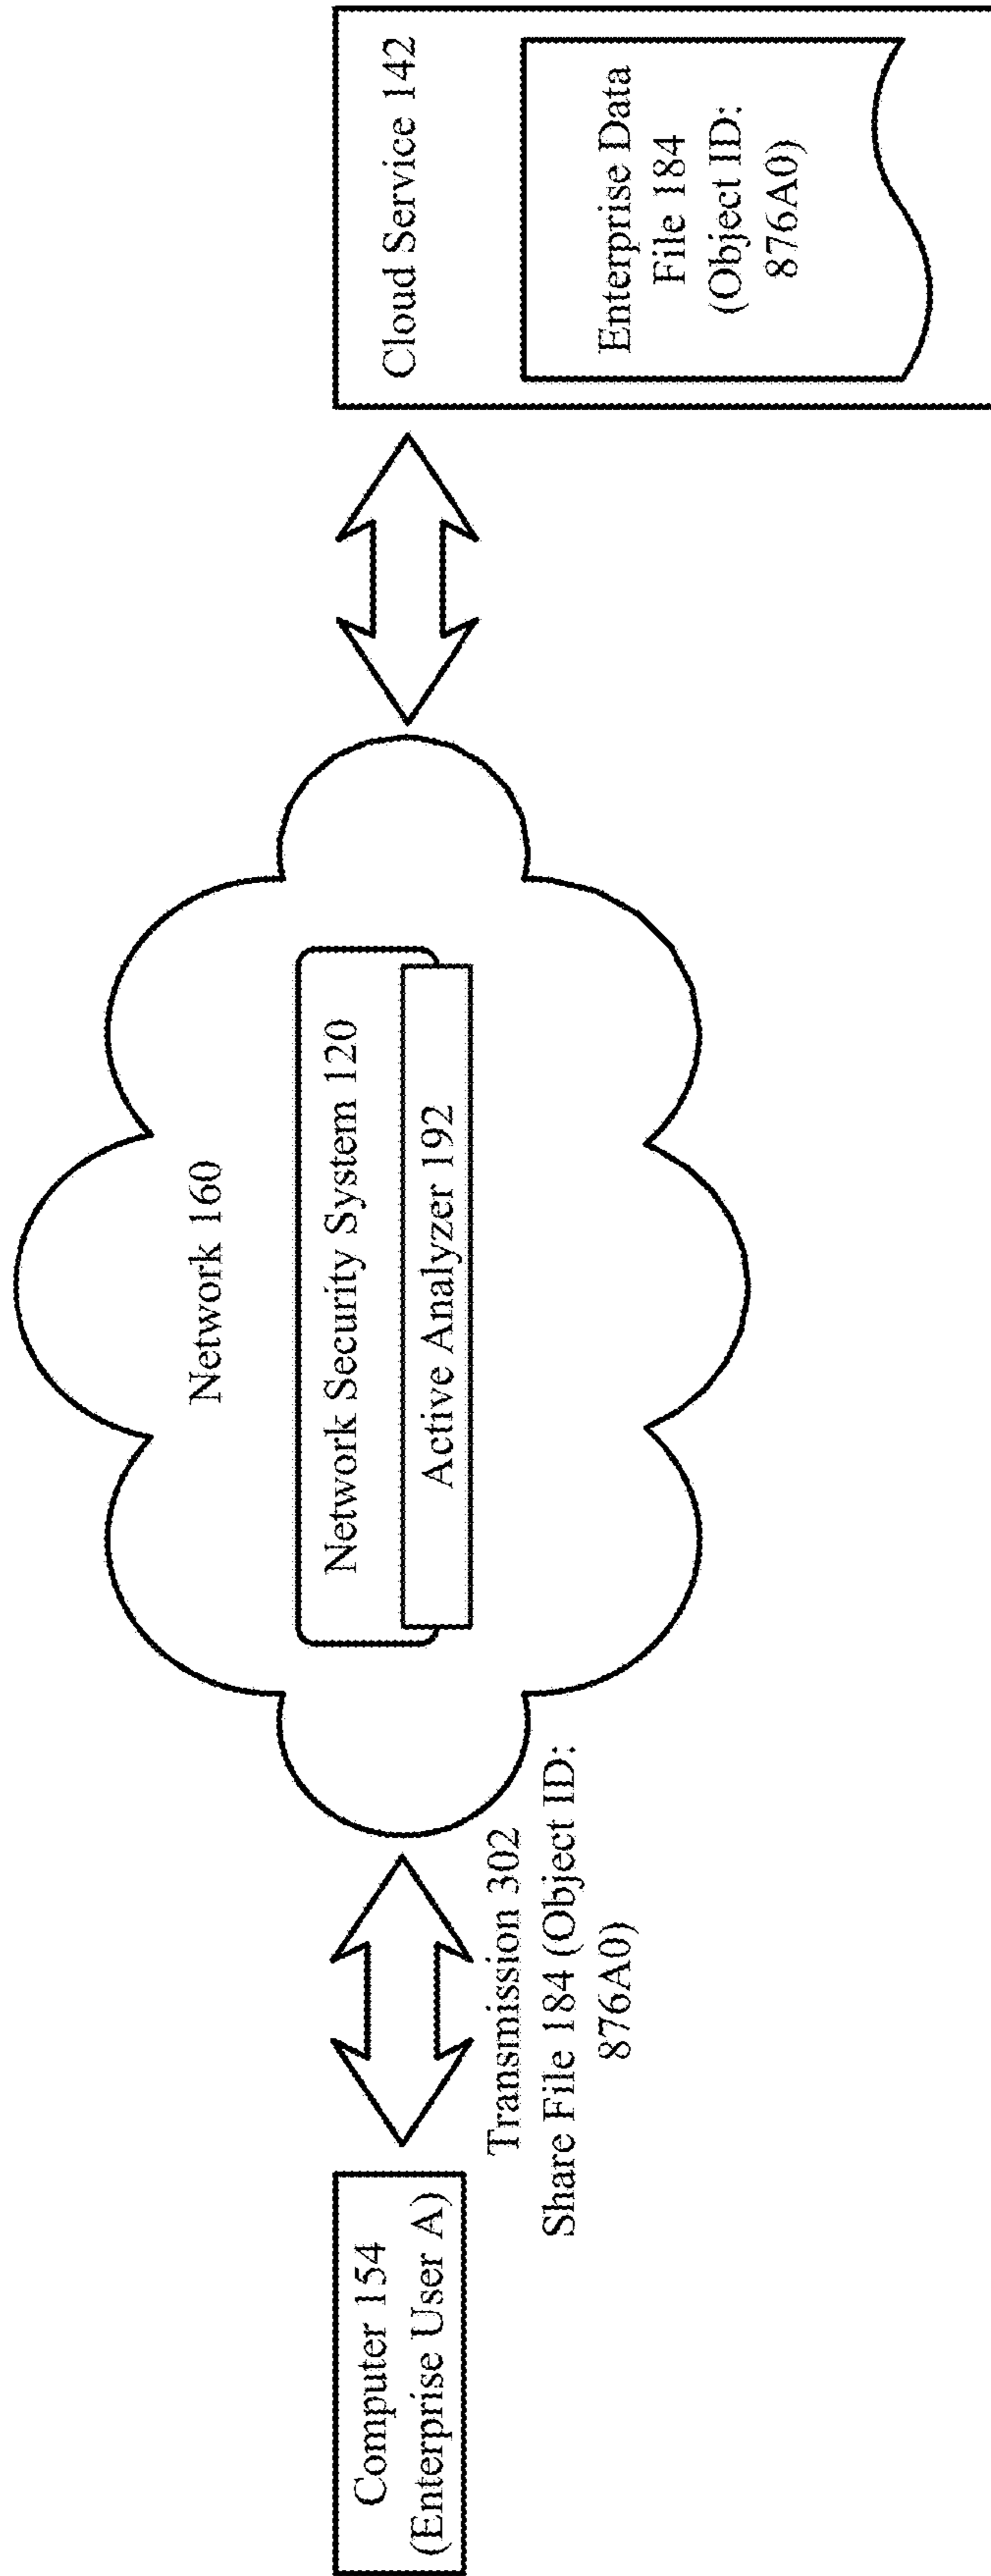 Computer 154
(Enterprise User A)
Transmission 302
Share File 184 (Object ID:
876A0)
Network 160
Network Security System 120
Active Analyzer 192
Cloud Service 142
Enterprise Data
File 184
(Object ID:
876A0)